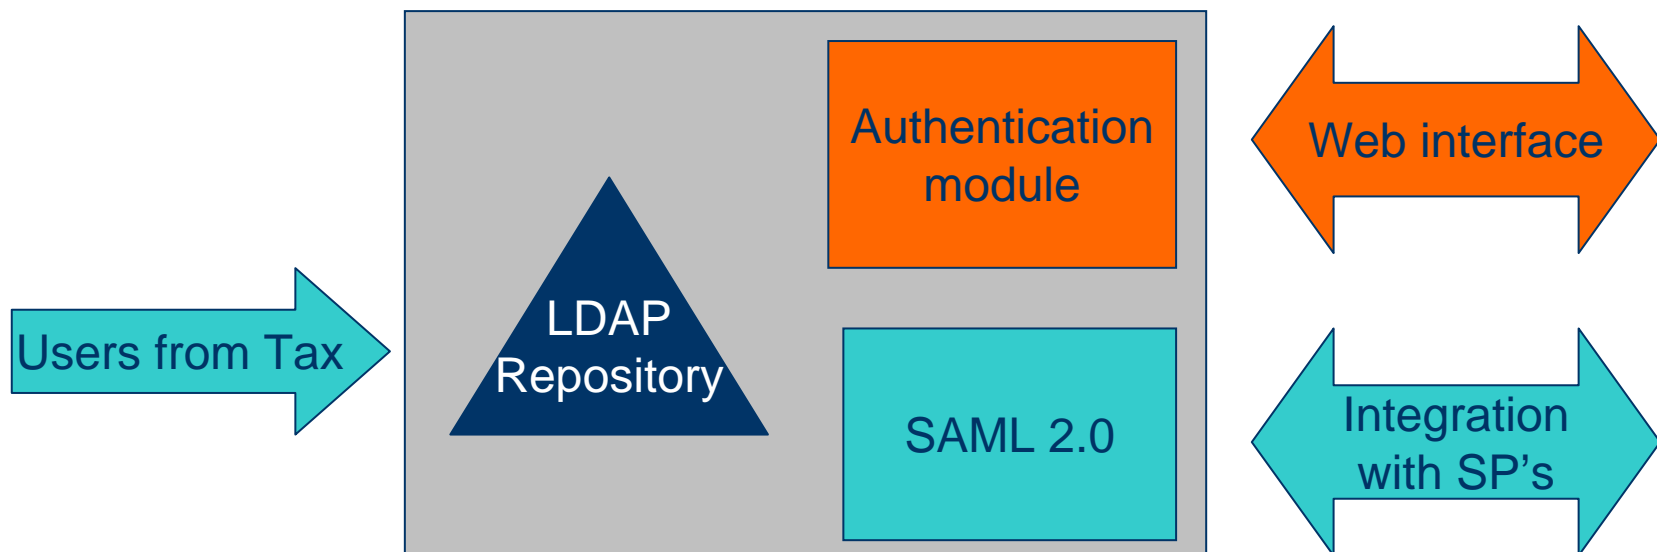 Users from Tax
LDAP
Repository
Authentication
module
SAML 2.0
Web interface
Integration
with SP's